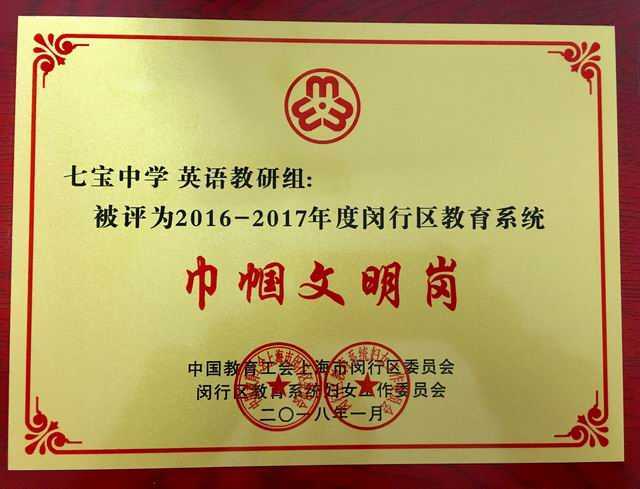 七宝中学 英语教研组:
被评为2016-2017年度闵行区教育系统
巾帼文明岗
中国教育工会上海市闵行区委员会
闵行区教育系统妇女工作委员会
二〇一八年一月